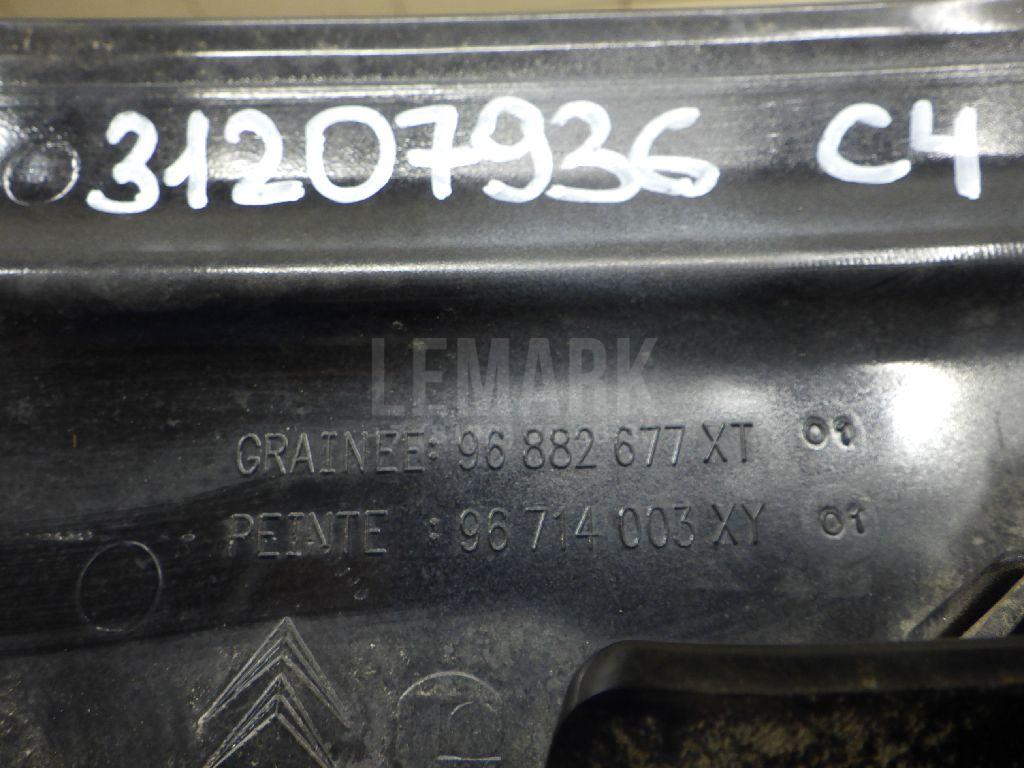 31207936 C4
LEMARK
GRAINEE: 96 882 677 XT 01
PEINTE : 96 714 003 XY 01